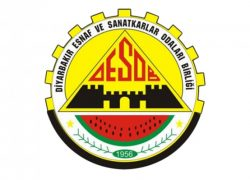 DİYARBAKIR ESNAF VE SANATKARLAR ODALARI BİRLİĞİ
DESOB
1956